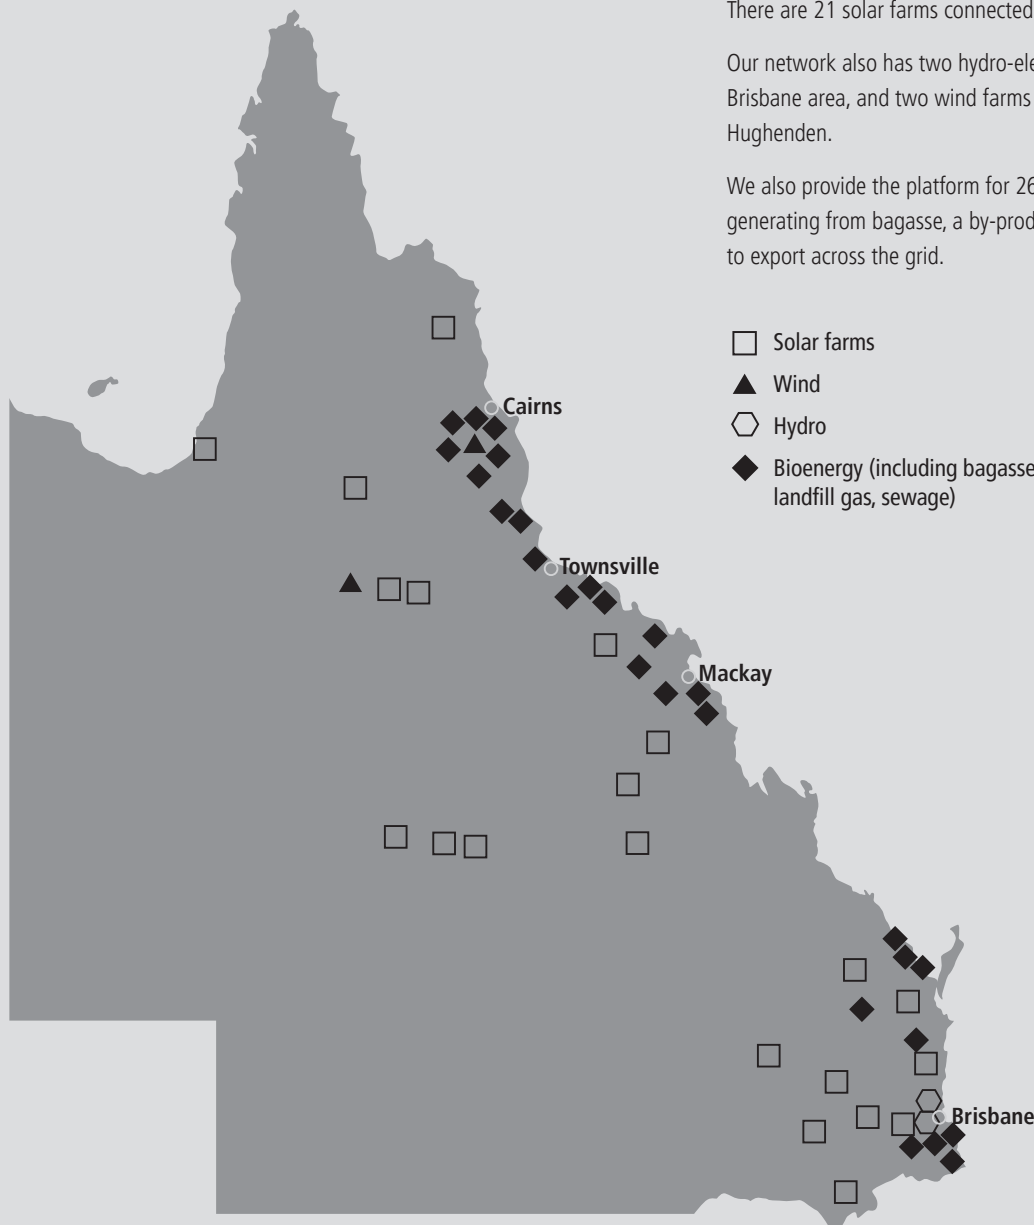 There are 21 solar farms connected
Our network also has two hydro-ele
Brisbane area, and two wind farms
Hughenden.
We also provide the platform for 26
generating from bagasse, a by-prod
to export across the grid.
Solar farms
Wind
Hydro
Bioenergy (including bagasse
landfill gas, sewage)
Cairns
Townsville
Mackay
Brisbane